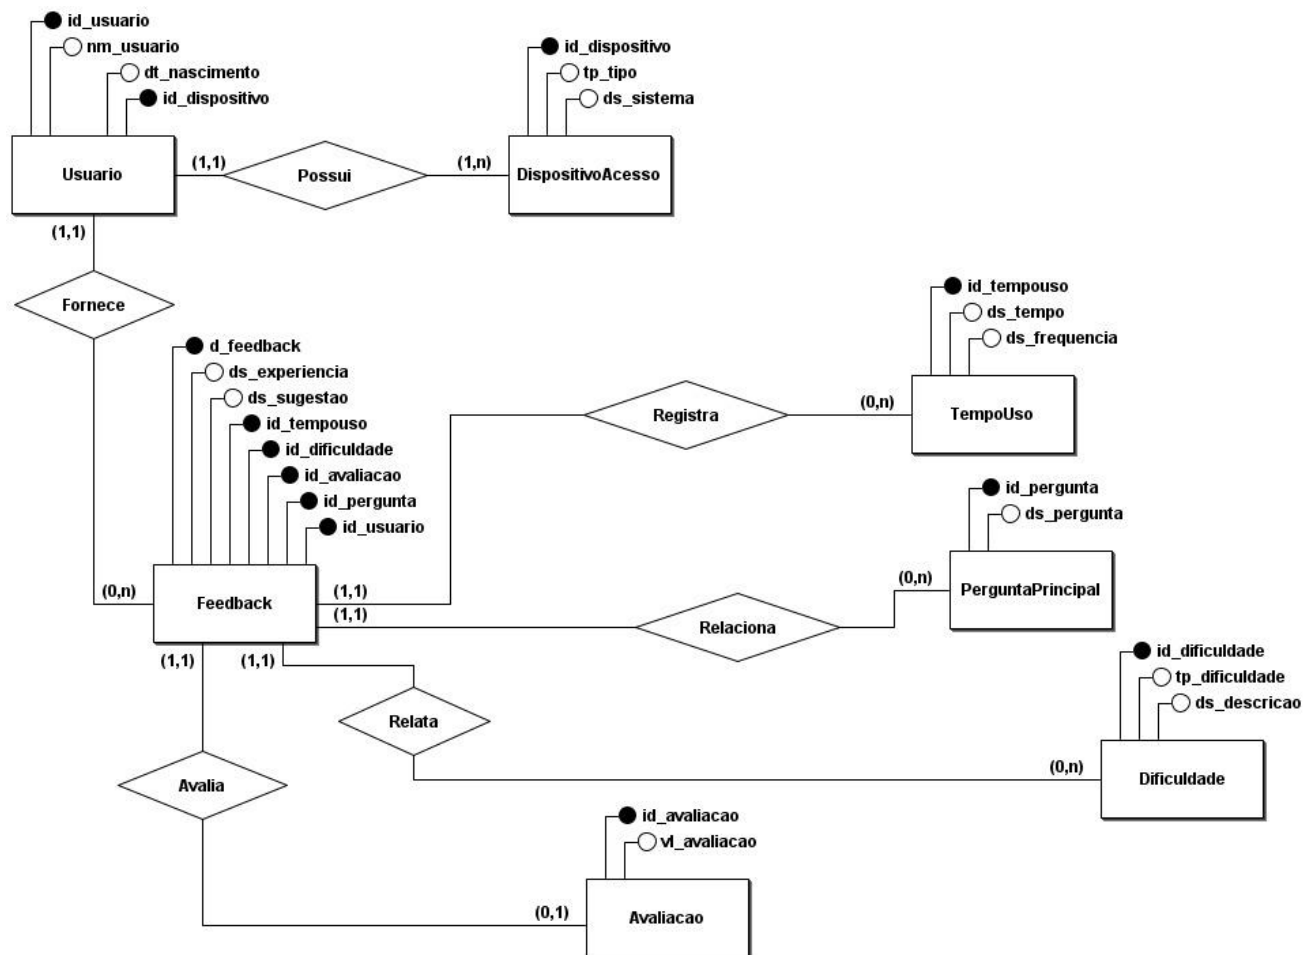 id_usuario
nm_usuario
dt_nascimento
id_dispositivo
Usuario
(1,1)
Possui
(1,n)
id_dispositivo
tp_tipo
ds_sistema
DispositivoAcesso
(1,1)
Fornece
(0,n)
d_feedback
ds_experiencia
ds_sugestao
id_tempouso
id_dificuldade
id_avaliacao
id_pergunta
id_usuario
Feedback
(1,1)
(1,1)
(1,1)
(1,1)
Registra
(0,n)
id_tempouso
ds_tempo
ds_frequência
TempoUso
Relaciona
(0,n)
id_pergunta
ds_pergunta
PerguntaPrincipal
Relata
(0,n)
id_dificuldade
tp_dificuldade
ds_descricao
Dificuldade
Avalia
(0,1)
id_avaliacao
vl_avaliacao
Avaliacao